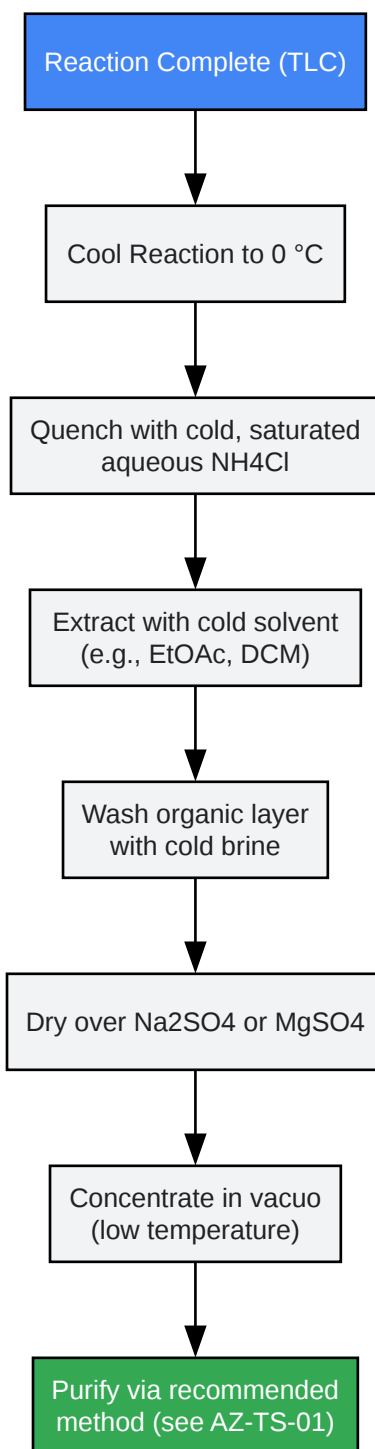 Reaction Complete (TLC)
Cool Reaction to 0 °C
Quench with cold, saturated
aqueous NH4Cl
Extract with cold solvent
(e.g., EtOAc, DCM)
Wash organic layer
with cold brine
Dry over Na2SO4 or MgSO4
Concentrate in vacuo
(low temperature)
Purify via recommended
method (see AZ-TS-01)